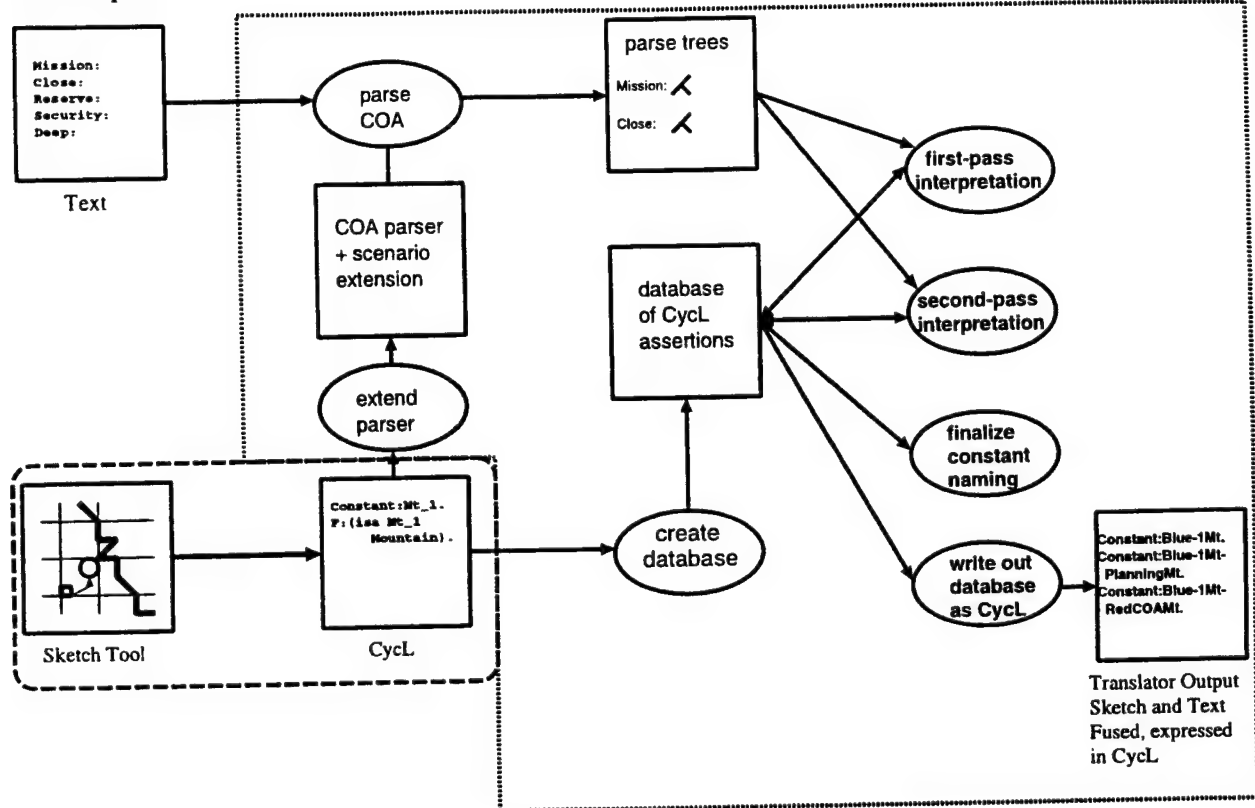 Mission:
Close:
Reserve:
Security:
Deep:
Text
parse
COA
parse trees
Mission:
Close:
first-pass
interpretation
COA parser
+ scenario
extension
database
of CycL
assertions
second-pass
interpretation
extend
parser
finalize
constant
naming
Sketch Tool
Constant:Mt_1.
F:(isa Mt_1
Mountain).
CycL
create
database
write out
database
as CycL
Constant:Blue-1Mt.
Constant:Blue-1Mt-
PlanningMt.
Constant:Blue-1Mt-
RedCOAMt.
Translator Output
Sketch and Text
Fused, expressed
in CycL